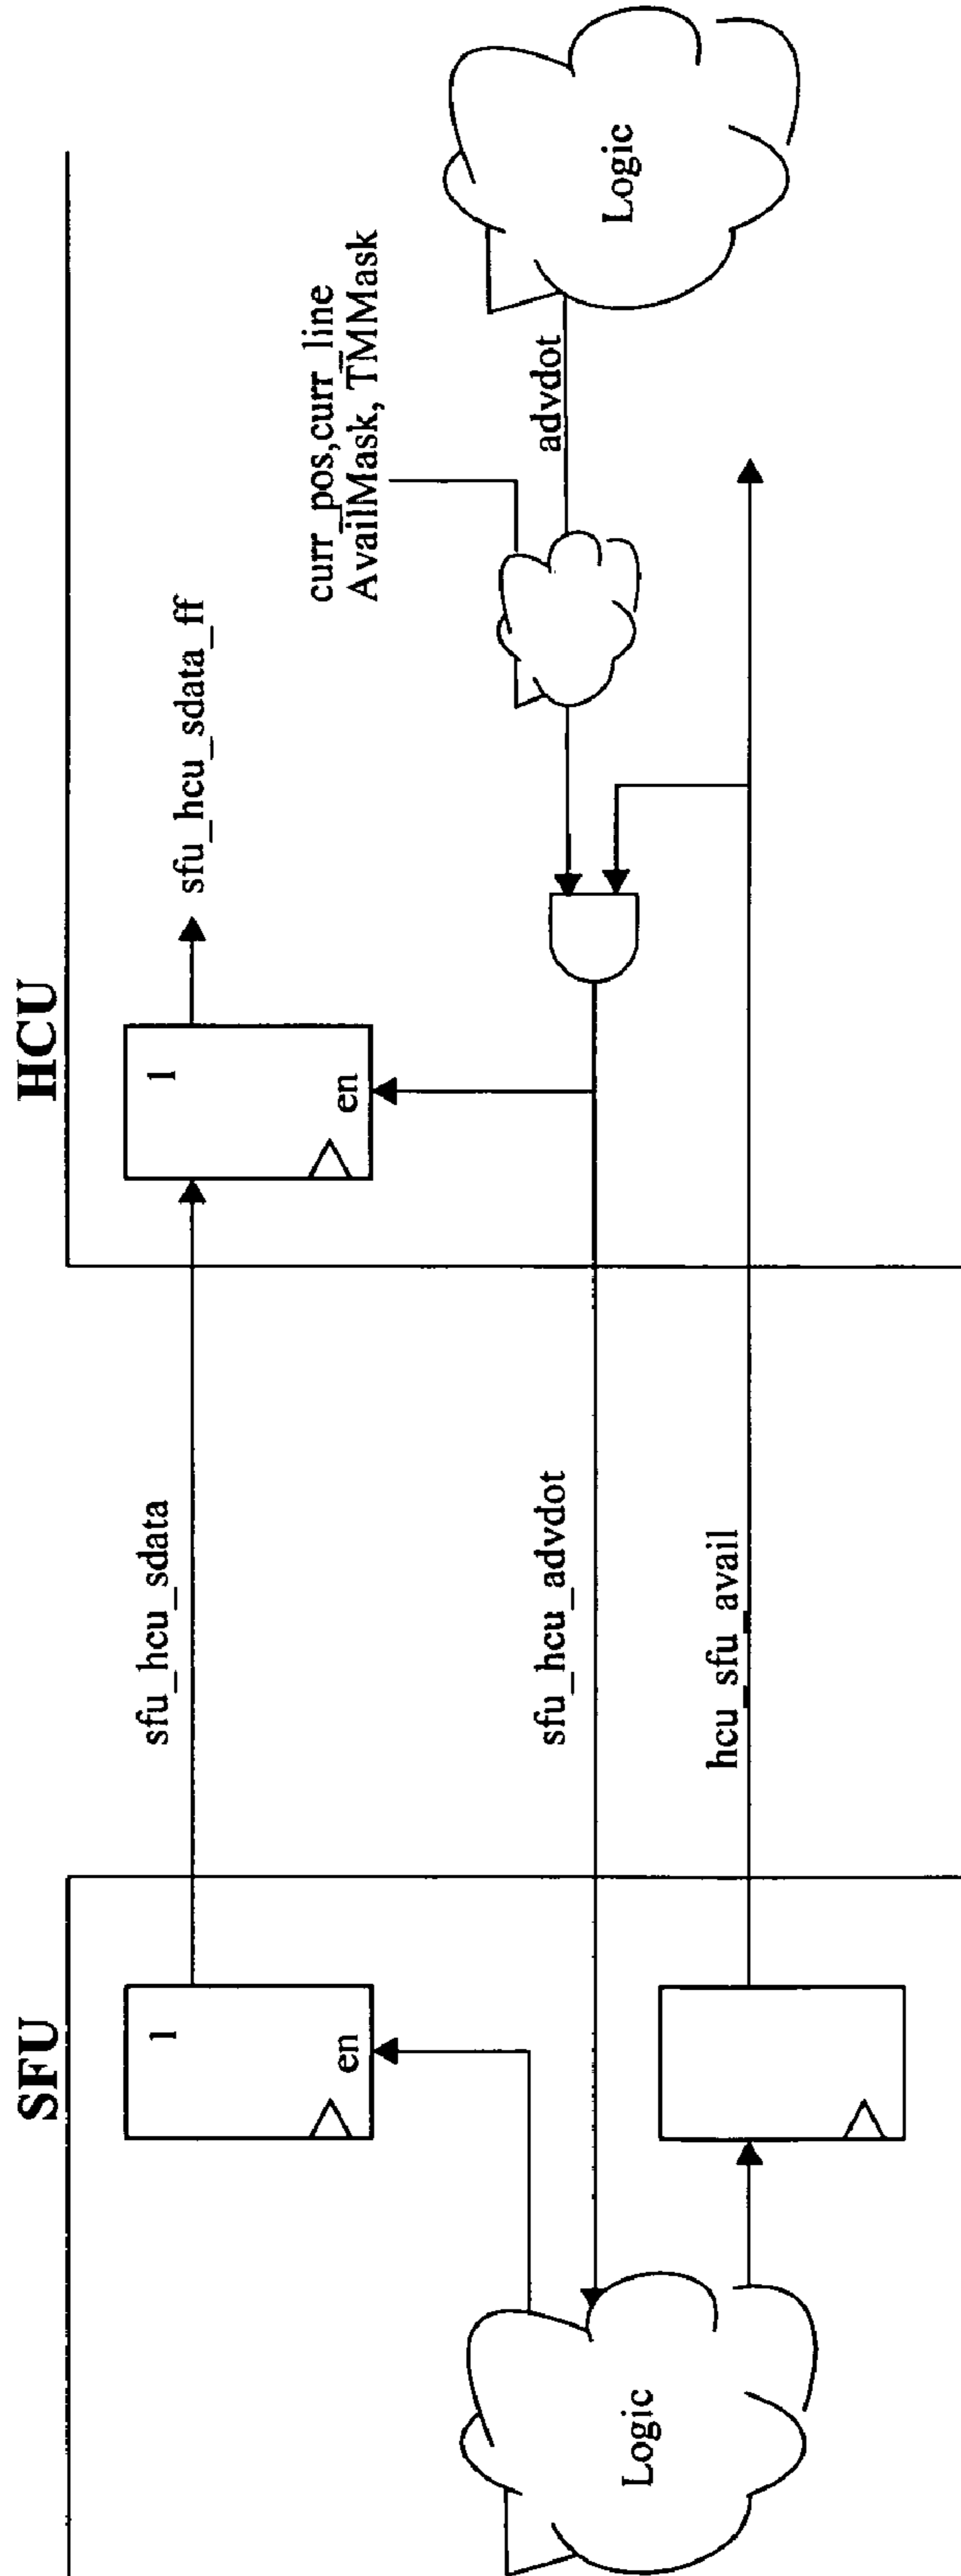 SFU
HCU
1
en
sfu_hcu_sdata
1
en
sfu_hcu_sdata_ff
curr_pos,curr_line
AvailMask, TMMask
sfu_hcu_advdot
advdot
Logic
Logic
hcu_sfu_avail